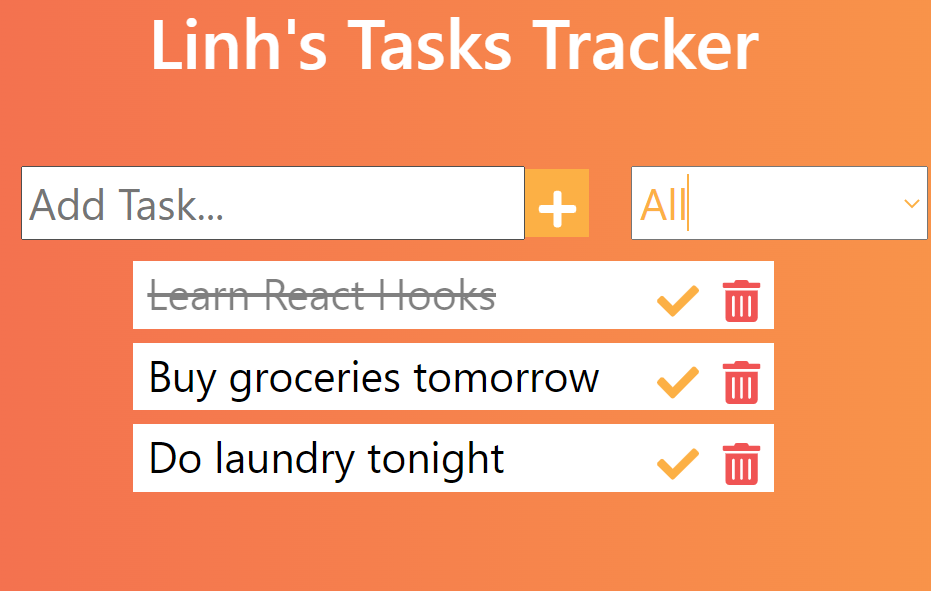 Linh's Tasks Tracker
Add Task...
All
Learn React Hooks
Buy groceries tomorrow
Do laundry tonight